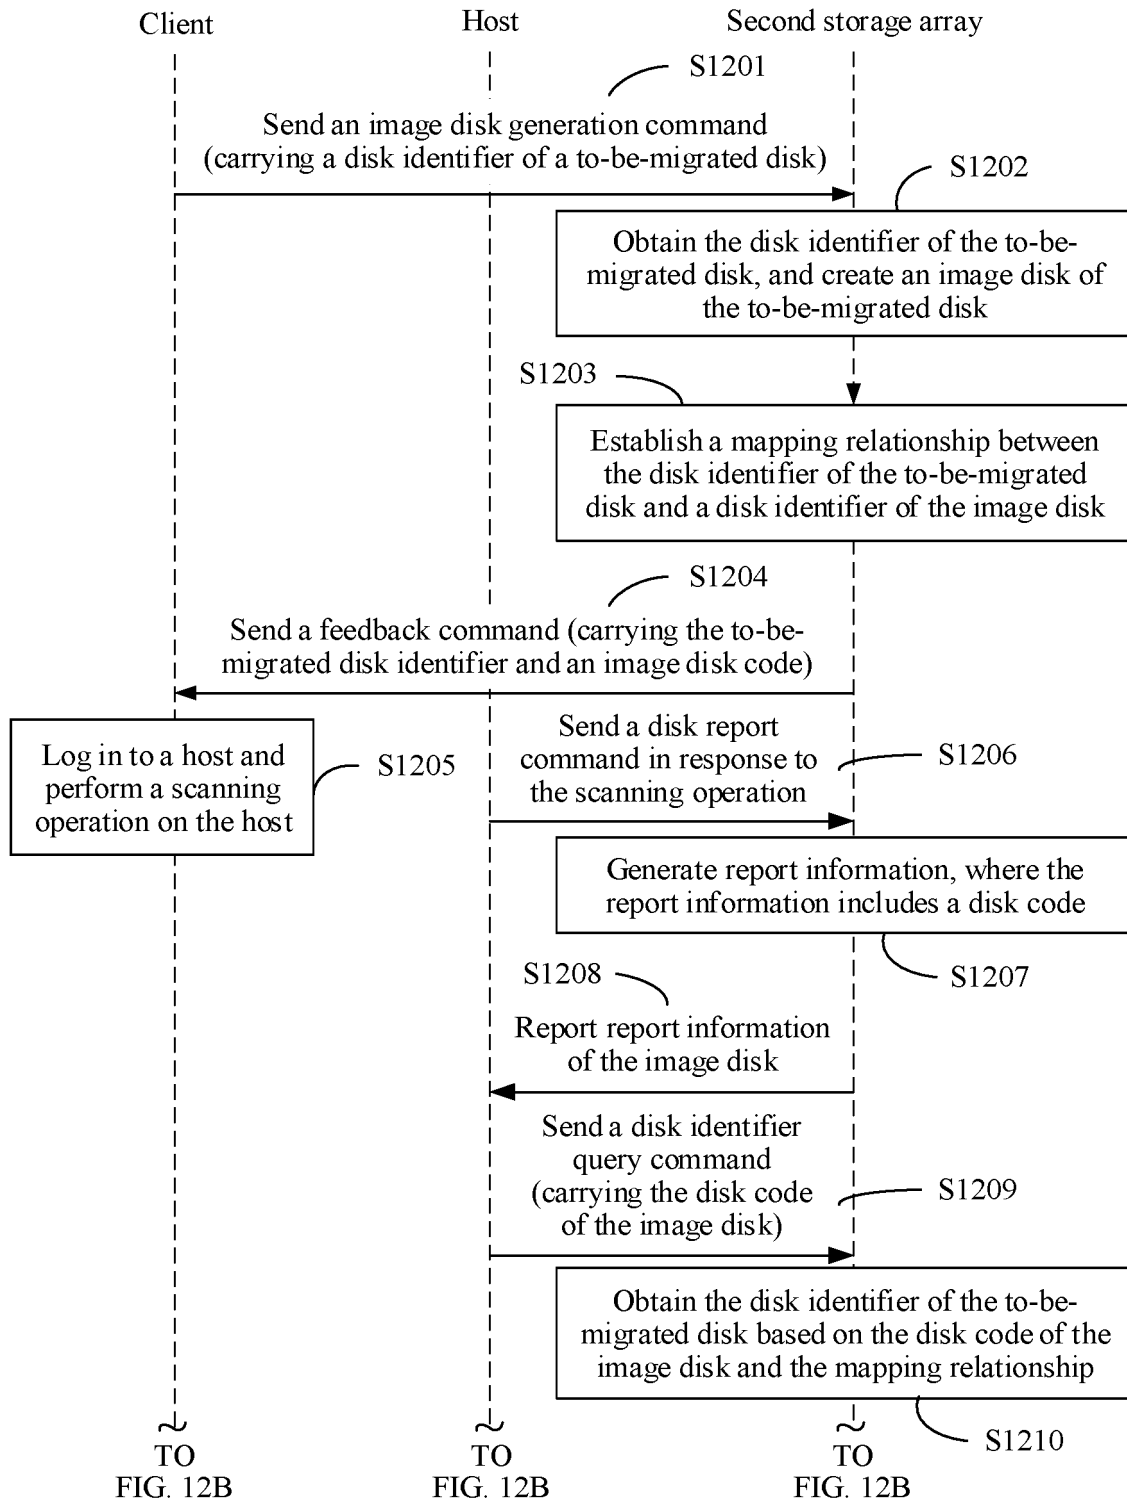 Client
Host
Second storage array
S1201
Send an image disk generation command
(carrying a disk identifier of a to-be-migrated disk)
S1202
Obtain the disk identifier of the to-be-
migrated disk, and create an image disk of
the to-be-migrated disk
S1203
Establish a mapping relationship between
the disk identifier of the to-be-migrated
disk and a disk identifier of the image disk
S1204
Send a feedback command (carrying the to-be-
migrated disk identifier and an image disk code)
Log in to a host and
perform a scanning
operation on the host
S1205
Send a disk report
command in response to
the scanning operation
S1206
Generate report information, where the
report information includes a disk code
S1207
S1208
Report report information
of the image disk
Send a disk identifier
query command
(carrying the disk code
of the image disk)
S1209
Obtain the disk identifier of the to-be-
migrated disk based on the disk code of the
image disk and the mapping relationship
S1210
TO
FIG. 12B
TO
FIG. 12B
TO
FIG. 12B